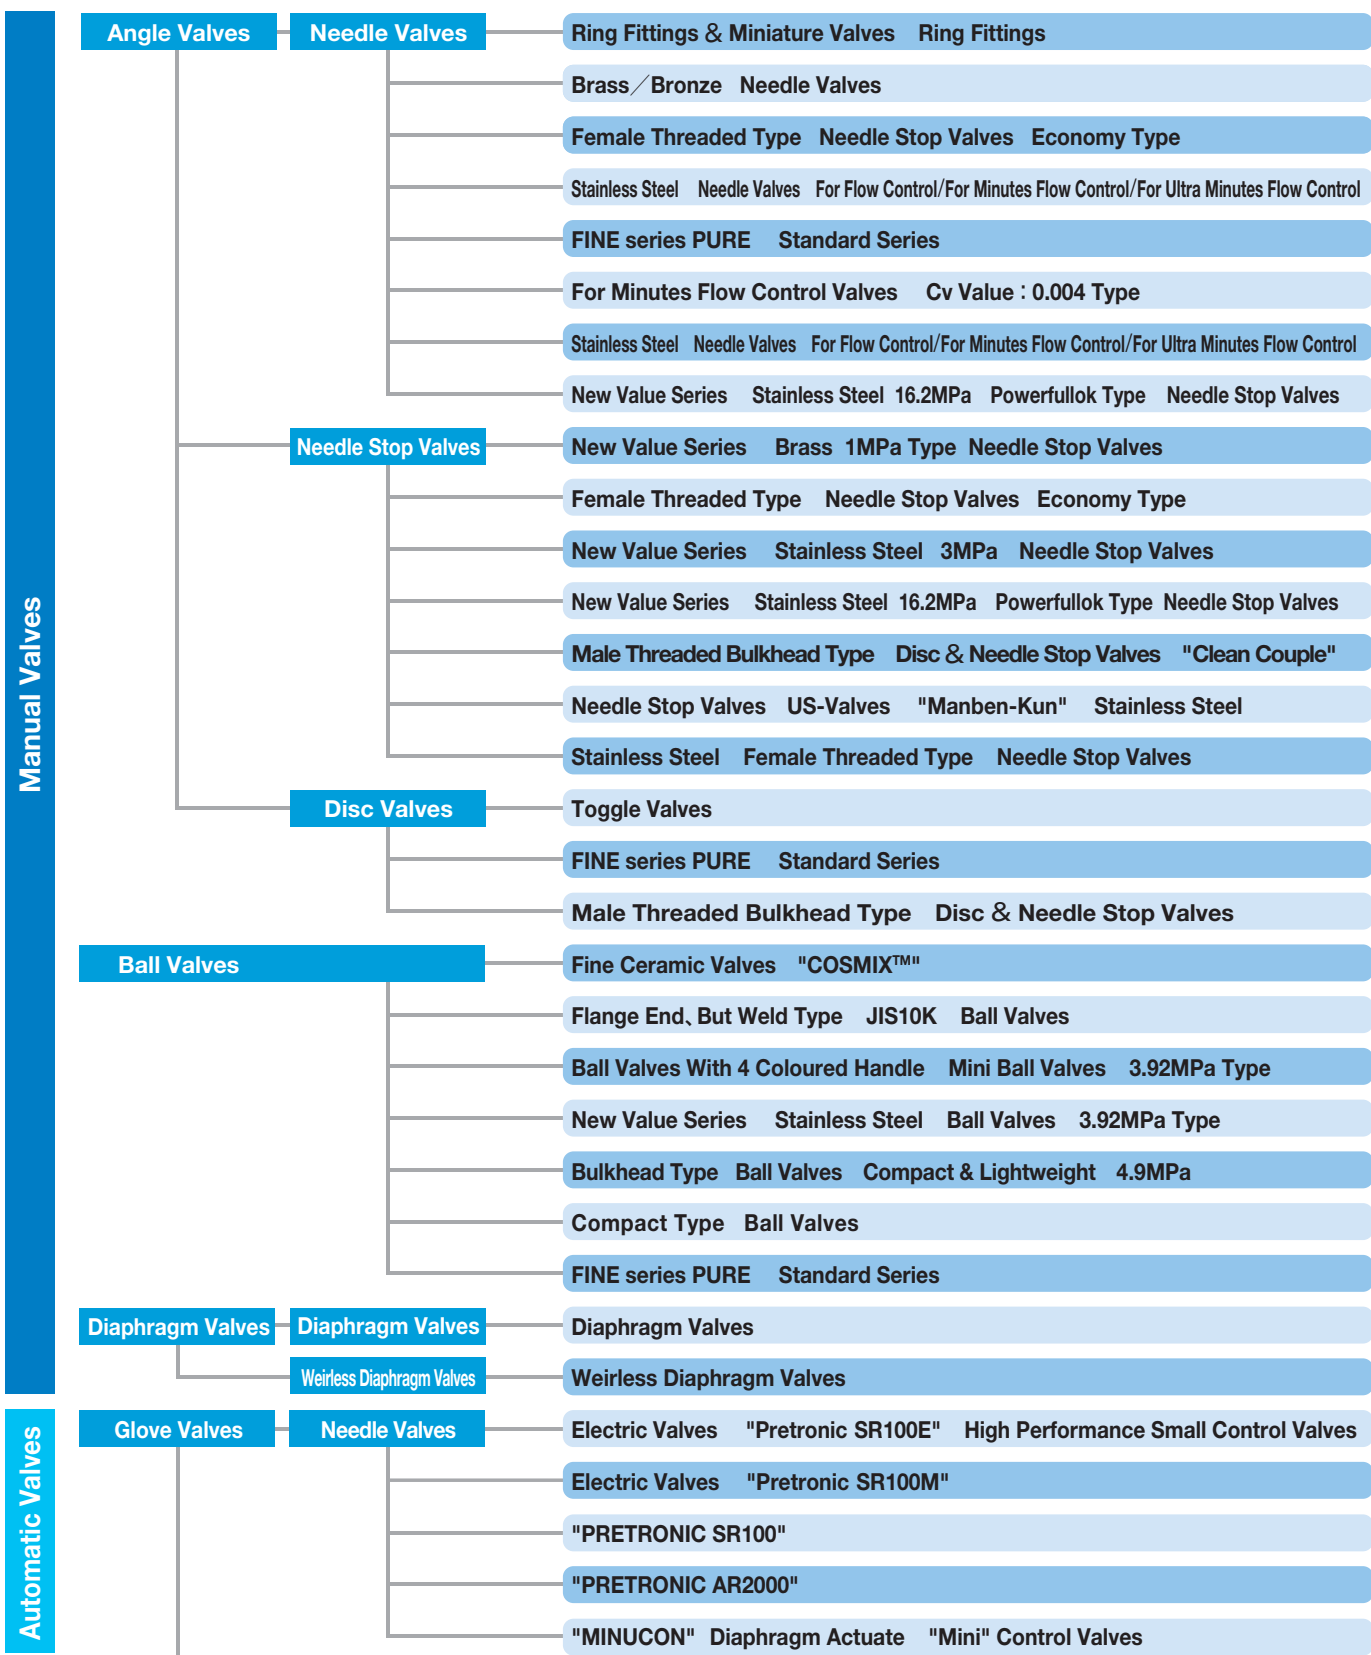 Manual Valves
Angle Valves
Needle Valves
Ring Fittings & Miniature Valves Ring Fittings
Brass／Bronze Needle Valves
Female Threaded Type Needle Stop Valves Economy Type
Stainless Steel Needle Valves For Flow Control/For Minutes Flow Control/For Ultra Minutes Flow Control
FINE series PURE Standard Series
For Minutes Flow Control Valves Cv Value : 0.004 Type
Stainless Steel Needle Valves For Flow Control/For Minutes Flow Control/For Ultra Minutes Flow Control
New Value Series Stainless Steel 16.2MPa Powerfullok Type Needle Stop Valves
Needle Stop Valves
New Value Series Brass 1MPa Type Needle Stop Valves
Female Threaded Type Needle Stop Valves Economy Type
New Value Series Stainless Steel 3MPa Needle Stop Valves
New Value Series Stainless Steel 16.2MPa Powerfullok Type Needle Stop Valves
Male Threaded Bulkhead Type Disc & Needle Stop Valves "Clean Couple"
Needle Stop Valves US-Valves "Manben-Kun" Stainless Steel
Stainless Steel Female Threaded Type Needle Stop Valves
Disc Valves
Toggle Valves
FINE series PURE Standard Series
Male Threaded Bulkhead Type Disc & Needle Stop Valves
Ball Valves
Fine Ceramic Valves "COSMIX™"
Flange End、But Weld Type JIS10K Ball Valves
Ball Valves With 4 Coloured Handle Mini Ball Valves 3.92MPa Type
New Value Series Stainless Steel Ball Valves 3.92MPa Type
Bulkhead Type Ball Valves Compact & Lightweight 4.9MPa
Compact Type Ball Valves
FINE series PURE Standard Series
Diaphragm Valves
Diaphragm Valves
Diaphragm Valves
Weirless Diaphragm Valves
Weirless Diaphragm Valves
Automatic Valves
Glove Valves
Needle Valves
Electric Valves "Pretronic SR100E" High Performance Small Control Valves
Electric Valves "Pretronic SR100M"
"PRETRONIC SR100"
"PRETRONIC AR2000"
"MINUCON" Diaphragm Actuate "Mini" Control Valves